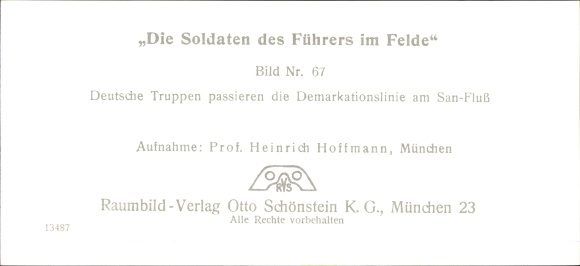 „Die Soldaten des Führers im Felde“
Bild Nr. 67
Deutsche Truppen passieren die Demarkationslinie am San-Fluß
Aufnahme: Prof. Heinrich Hoffmann, München
RVS
Raumbild-Verlag Otto Schönstein K. G., München 23
Alle Rechte vorbehalten
13487